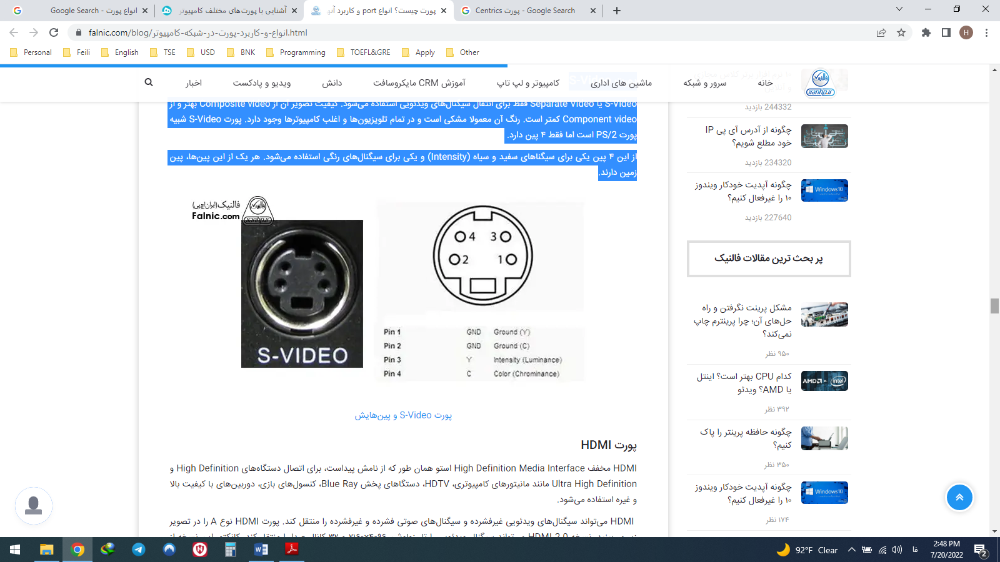 انواع پورت - Google Search
آشنایی با پورت‌های مختلف کامپیوتر
پورت چیست؟ انواع port و کاربرد آنها
Centrics پورت - Google Search
falnic.com/blog/انواع-و-کاربرد-پورت-در-شبکه-کامپیوتر.html
H
Personal
Feili
English
TSE
USD
BNK
Programming
TOEFL&GRE
Apply
Other
خانه
سرور و شبکه
ماشین های اداری
کامپیوتر و لپ تاپ
آموزش CRM مایکروسافت
دانش
ویدیو و پادکست
اخبار
S-Video یا Separate Video فقط برای انتقال سیگنال‌های ویدئویی استفاده می‌شود. کیفیت تصویر آن از Composite video بهتر و از
Component video کمتر است. رنگ آن معمولا مشکی است و در تمام تلویزیون‌ها و اغلب کامپیوترها وجود دارد. پورت S-Video شبیه
پورت PS/2 است اما فقط ۴ پین دارد.
از این ۴ پین یکی برای سیگناهای سفید و سیاه (Intensity) و یکی برای سیگنال‌های رنگی استفاده می‌شود. هر یک از این پین‌ها، پین
زمین دارند.
فالنیک (ایران‌اچ‌پی)
Falnic.com
iranhp.ir
S-VIDEO
4 3
2 1
Pin 1 GND Ground (Y)
Pin 2 GND Ground (C)
Pin 3 Y Intensity (Luminance)
Pin 4 C Color (Chrominance)
پورت S-Video و پین‌هایش
پورت HDMI
HDMI مخفف High Definition Media Interface استو همان طور که از نامش پیداست، برای اتصال دستگاه‌های High Definition و
Ultra High Definition مانند مانیتورهای کامپیوتری، HDTV، دستگاهای پخش Blue Ray، کنسول‌های بازی، دوربین‌های با کیفیت بالا
و غیره استفاده می‌شود.
HDMI می‌تواند سیگنال‌های ویدئویی غیرفشرده و سیگنال‌های صوتی فشرده و غیرفشرده را منتقل کند. پورت HDMI نوع A را در تصویر
244332 بازدید
چگونه از آدرس آی پی IP
خود مطلع شویم؟
234320 بازدید
چگونه آپدیت خودکار ویندوز
۱۰ را غیرفعال کنیم؟
Windows 10
227640 بازدید
پر بحث ترین مقالات فالنیک
مشکل پرینت نگرفتن و راه
حل‌های آن؛ چرا پرینترم چاپ
نمی‌کند؟
۹۵۰ نظر
کدام CPU بهتر است؟ اینتل
یا AMD؟ ویدئو
AMD intel
۳۹۲ نظر
چگونه حافظه پرینتر را پاک
کنیم؟
۳۵۰ نظر
چگونه آپدیت خودکار ویندوز
۱۰ را غیرفعال کنیم؟
Windows 10
۱۷۴ نظر
92°F Clear
فا
2:48 PM
7/20/2022
2